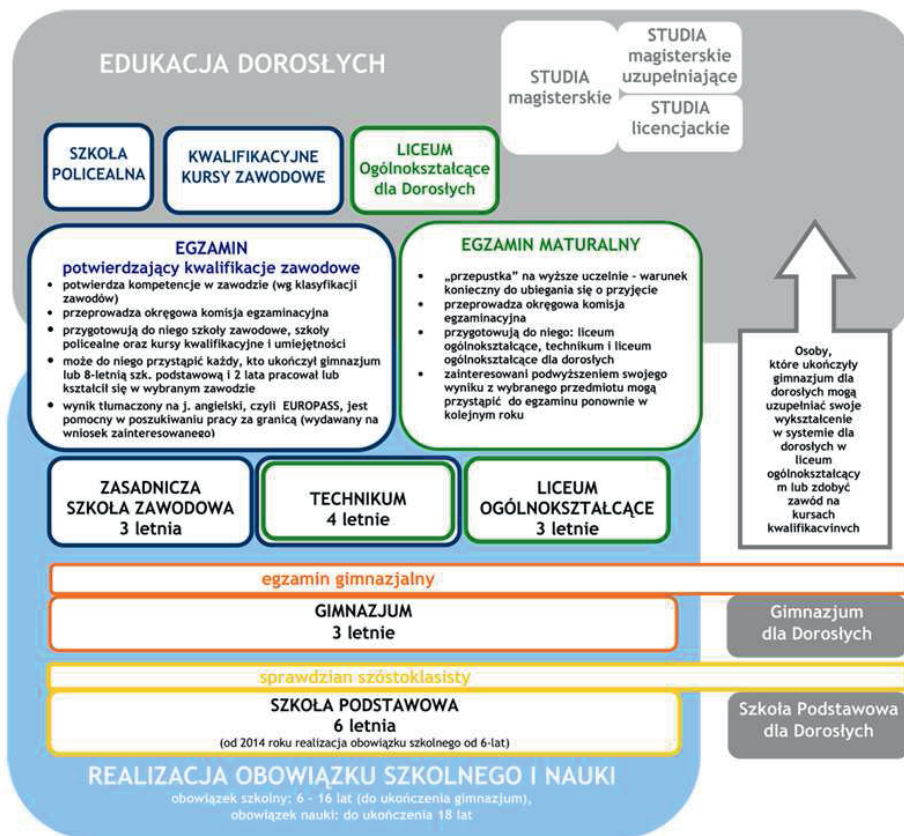 EDUKACJA DOROSŁYCH
STUDIA
magisterskie
STUDIA
magisterskie
uzupełniające
STUDIA
licencjackie
SZKOŁA
POLICEALNA
KWALIFIKACYJNE
KURSY ZAWODOWE
LICEUM
Ogólnokształcące
dla Dorosłych
EGZAMIN
potwierdzający kwalifikacje zawodowe
• potwierdza kompetencje w zawodzie (wg klasyfikacji
zawodów)
• przeprowadza okręgowa komisja egzaminacyjna
• przygotowują do niego szkoły zawodowe, szkoły
policealne oraz kursy kwalifikacyjne i umiejętności
• może do niego przystąpić każdy, kto ukończył gimnazjum
lub 8-letnią szk. podstawową i 2 lata pracował lub
kształcił się w wybranym zawodzie
• wynik tłumaczony na j. angielski, czyli EUROPASS, jest
pomocny w poszukiwaniu pracy za granicą (wydawany na
wniosek zainteresowanego)
EGZAMIN MATURALNY
• „przepustka” na wyższe uczelnie - warunek
konieczny do ubiegania się o przyjęcie
• przeprowadza okręgowa komisja
egzaminacyjna
• przygotowują do niego: liceum
ogólnokształcące, technikum i liceum
ogólnokształcące dla dorosłych
• zainteresowani podwyższeniem swojego
wyniku z wybranego przedmiotu mogą
przystąpić do egzaminu ponownie w
kolejnym roku
Osoby,
które ukończyły
gimnazjum dla
dorosłych mogą
uzupełniać swoje
wykształcenie
w systemie dla
dorosłych w
liceum
ogólnokształcący
m lub zdobyć
zawód na
kursach
kwalifikacyjnych
ZASADNICZA
SZKOŁA ZAWODOWA
3 letnia
TECHNIKUM
4 letnie
LICEUM
OGÓLNOKSZTAŁCĄCE
3 letnie
egzamin gimnazjalny
GIMNAZJUM
3 letnie
Gimnazjum
dla Dorosłych
sprawdzian szóstoklasisty
SZKOŁA PODSTAWOWA
6 letnia
(od 2014 roku realizacja obowiązku szkolnego od 6-lat)
Szkoła Podstawowa
dla Dorosłych
REALIZACJA OBOWIĄZKU SZKOLNEGO I NAUKI
obowiązek szkolny: 6 - 16 lat (do ukończenia gimnazjum),
obowiązek nauki: do ukończenia 18 lat